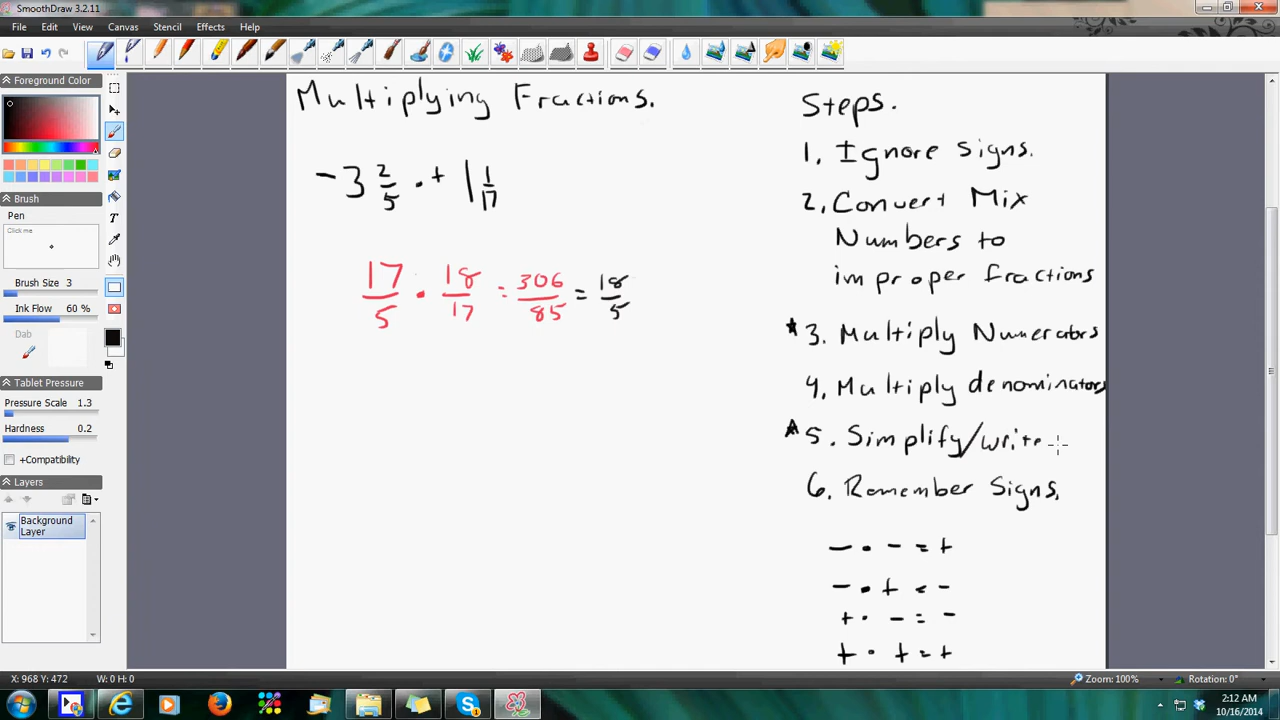 SmoothDraw 3.2.11
File Edit View Canvas Stencil Effects Help
Foreground Color
Brush
Pen
Click me
Brush Size 3
Ink Flow 60 %
Dab
Tablet Pressure
Pressure Scale 1.3
Hardness 0.2
+Compatibility
Layers
Background
Layer
Multiplying Fractions.
-3 2/5 · + 1 1/17
17/5 · 18/17 = 306/85 = 18/5
Steps.
1. Ignore signs.
2. Convert Mix
Numbers to
improper fractions
* 3. Multiply Numerators
4. Multiply denominators
* 5. Simplify/write
6. Remember Signs.
- · - = +
- · + = -
+ · - = -
+ · + = +
X: 968 Y: 472 W: 0 H: 0
Zoom: 100%
Rotation: 0°
2:12 AM
10/16/2014